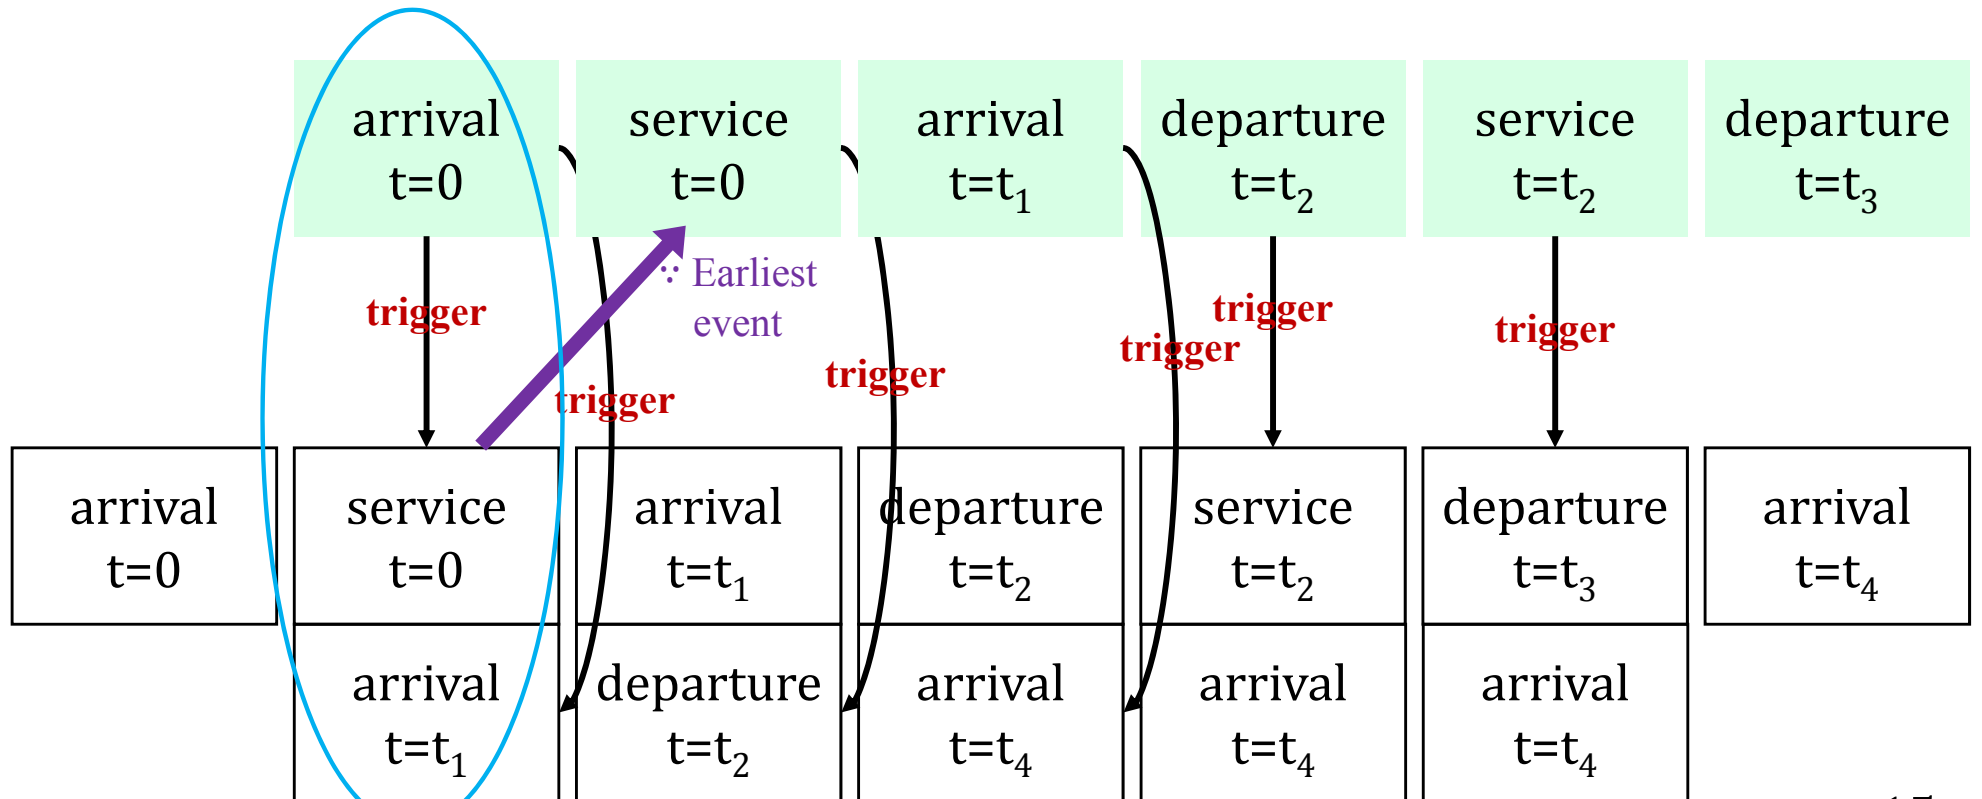 arrival
t=0
service
t=0
arrival
t=t₁
departure
t=t₂
service
t=t₂
departure
t=t₃
∵ Earliest
event
trigger
trigger
trigger
trigger
trigger
trigger
arrival
t=0
service
t=0
arrival
t=t₁
departure
t=t₂
service
t=t₂
departure
t=t₃
arrival
t=t₄
arrival
t=t₁
departure
t=t₂
arrival
t=t₄
arrival
t=t₄
arrival
t=t₄